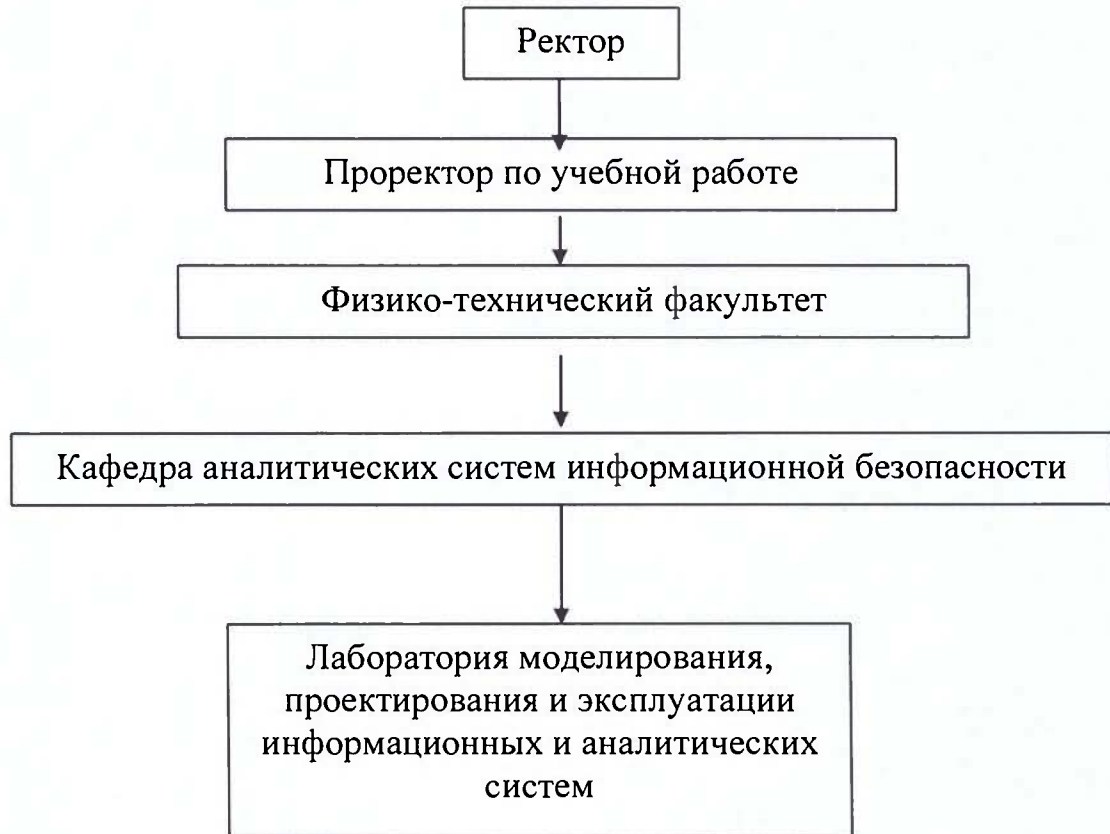 Ректор
Проректор по учебной работе
Физико-технический факультет
Кафедра аналитических систем информационной безопасности
Лаборатория моделирования,
проектирования и эксплуатации
информационных и аналитических
систем